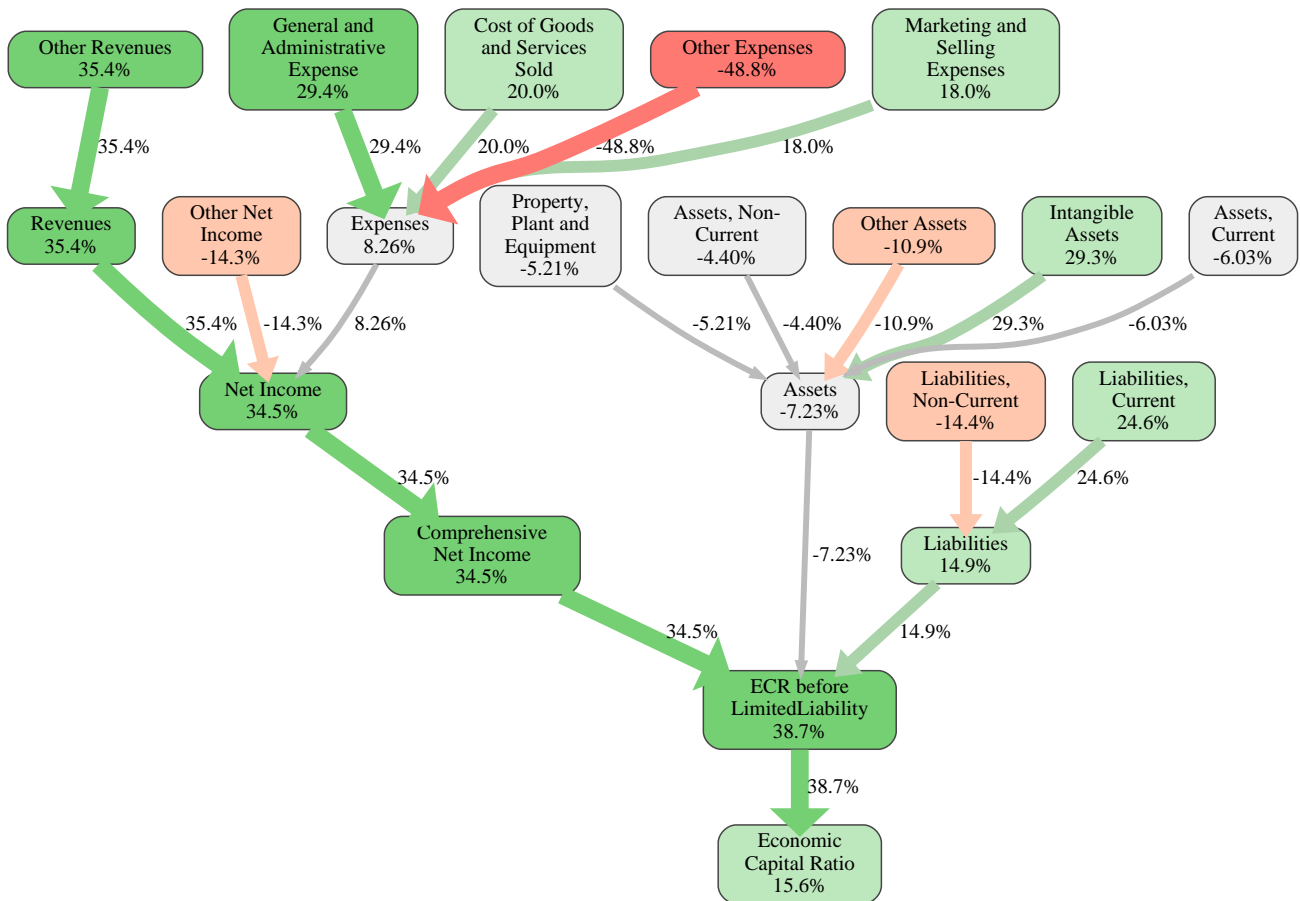 Other Revenues
35.4%
General and
Administrative
Expense
29.4%
Cost of Goods
and Services
Sold
20.0%
Other Expenses
-48.8%
Marketing and
Selling
Expenses
18.0%
35.4%
29.4%
20.0%
-48.8%
18.0%
Revenues
35.4%
Other Net
Income
-14.3%
Expenses
8.26%
Property,
Plant and
Equipment
-5.21%
Assets, Non-
Current
-4.40%
Other Assets
-10.9%
Intangible
Assets
29.3%
Assets,
Current
-6.03%
35.4%
-14.3%
8.26%
-5.21%
-4.40%
-10.9%
29.3%
-6.03%
Net Income
34.5%
Assets
-7.23%
Liabilities,
Non-Current
-14.4%
Liabilities,
Current
24.6%
34.5%
-14.4%
24.6%
Comprehensive
Net Income
34.5%
-7.23%
Liabilities
14.9%
34.5%
14.9%
ECR before
LimitedLiability
38.7%
38.7%
Economic
Capital Ratio
15.6%